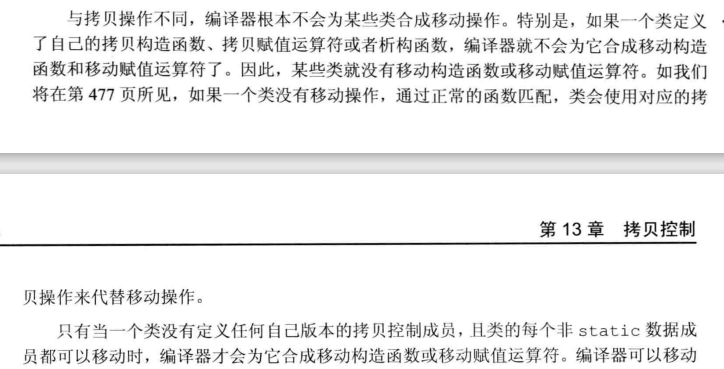 与拷贝操作不同，编译器根本不会为某些类合成移动操作。特别是，如果一个类定义
了自己的拷贝构造函数、拷贝赋值运算符或者析构函数，编译器就不会为它合成移动构造
函数和移动赋值运算符了。因此，某些类就没有移动构造函数或移动赋值运算符。如我们
将在第 477 页所见，如果一个类没有移动操作，通过正常的函数匹配，类会使用对应的拷
第 13 章 拷贝控制
贝操作来代替移动操作。
只有当一个类没有定义任何自己版本的拷贝控制成员，且类的每个非 static 数据成
员都可以移动时，编译器才会为它合成移动构造函数或移动赋值运算符。编译器可以移动